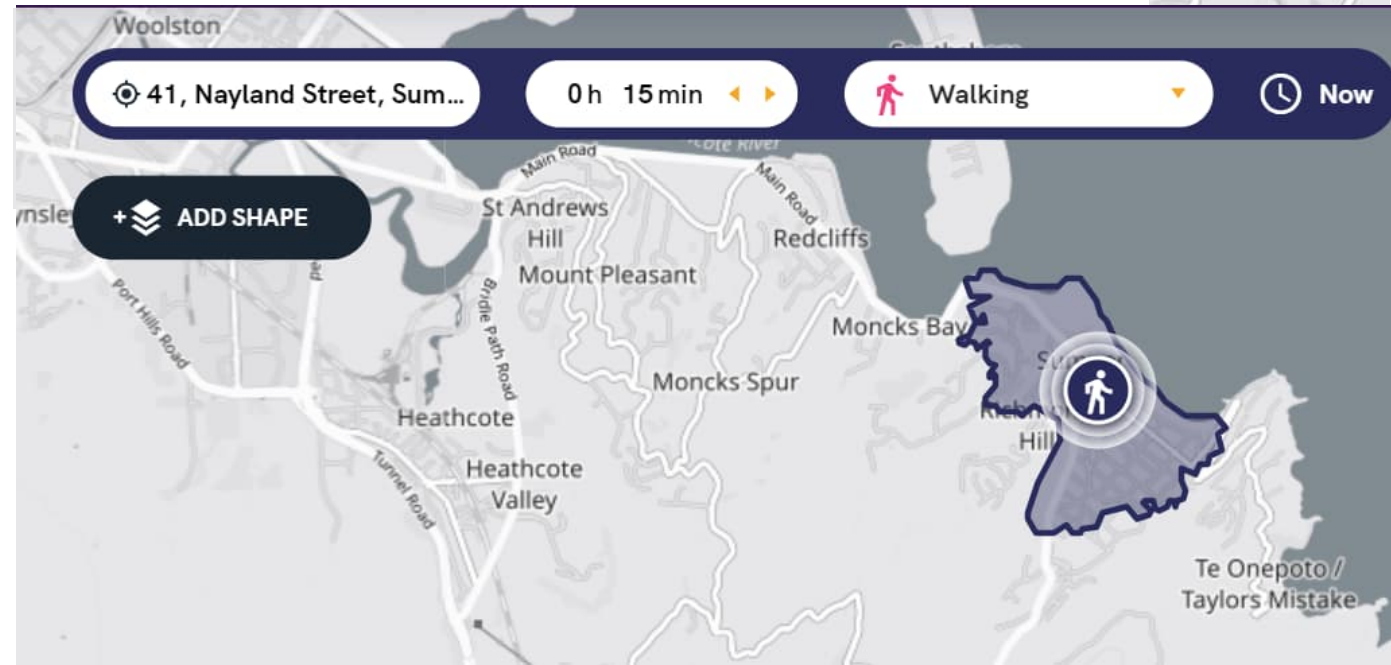 Woolston
41, Nayland Street, Sum...
0 h 15 min
Walking
Now
Main Road
Main Road
+ ADD SHAPE
St Andrews
Hill
Redcliffs
Mount Pleasant
Port Hills Road
Bridle Path Road
Moncks Bay
Moncks Spur
Heathcote
Hill
Tunnel Road
Heathcote
Valley
Te Onepoto /
Taylors Mistake